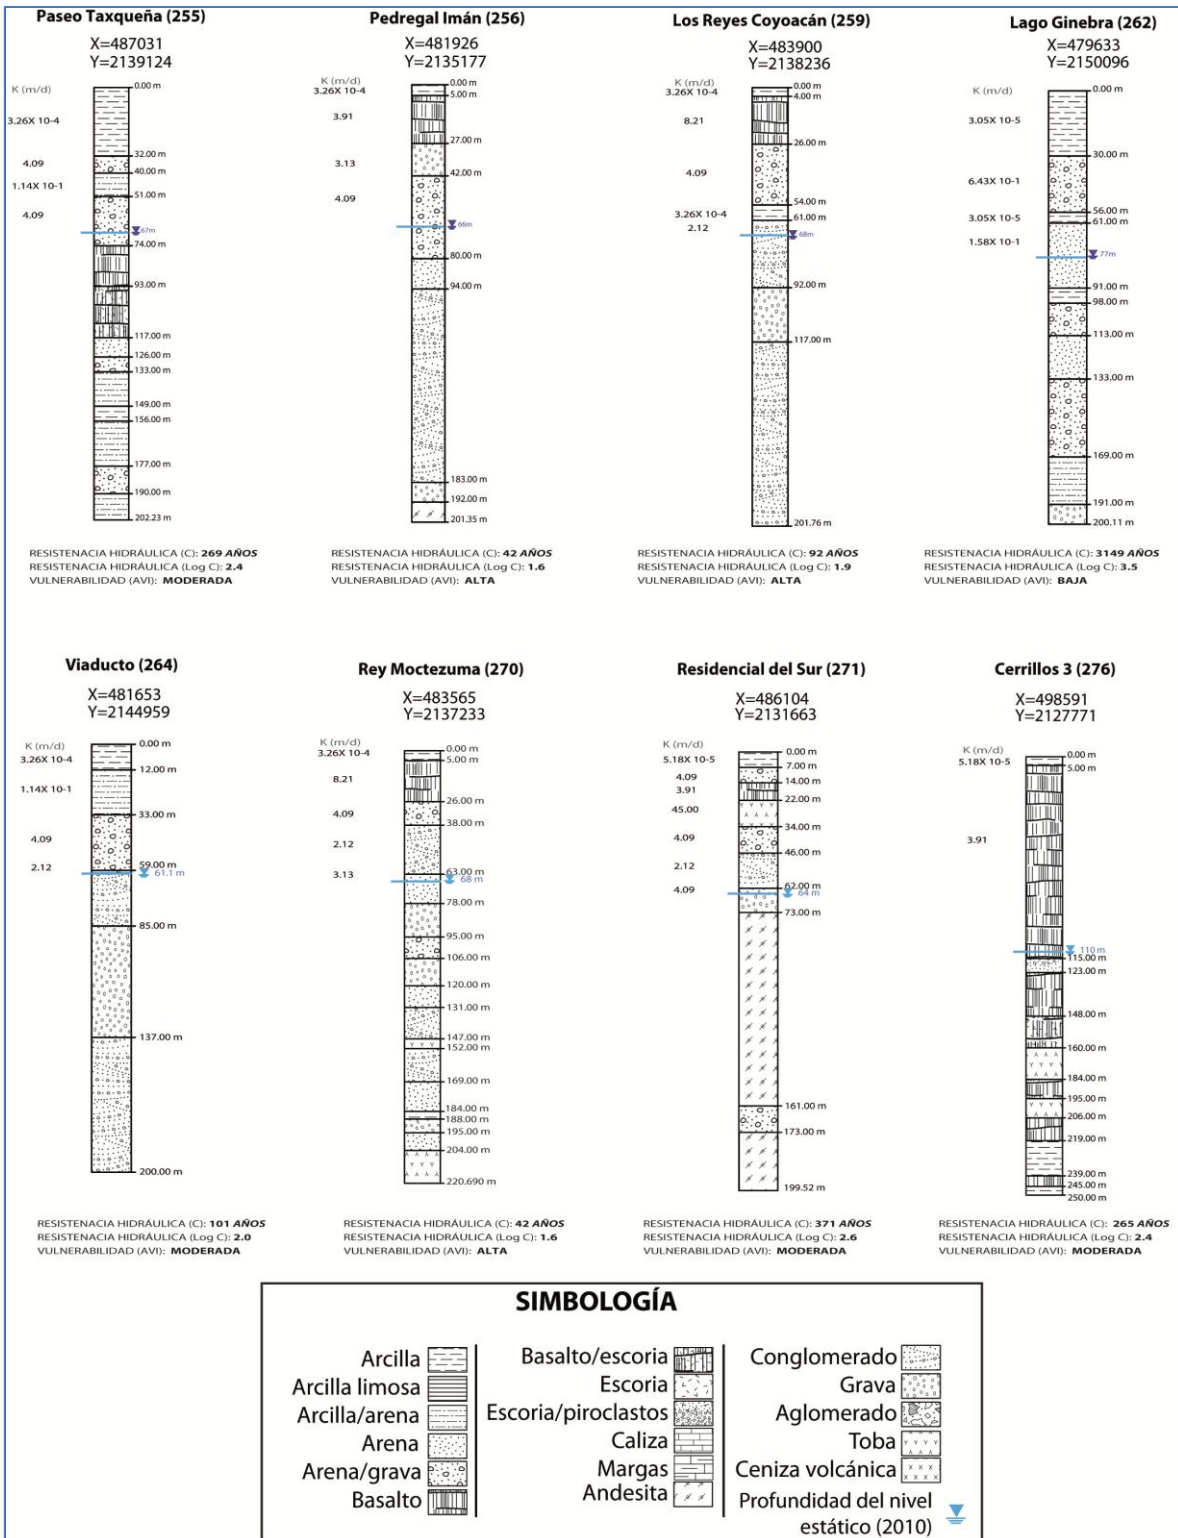 Paseo Taxqueña (255)
X=487031
Y=2139124
K (m/d)
0.00 m
3.26X 10-4
32.00 m
4.09
40.00 m
1.14X 10-1
51.00 m
4.09
67m
74.00 m
93.00 m
117.00 m
126.00 m
133.00 m
149.00 m
156.00 m
177.00 m
190.00 m
202.23 m
RESISTENACIA HIDRÁULICA (C): 269 AÑOS
RESISTENACIA HIDRÁULICA (Log C): 2.4
VULNERABILIDAD (AVI): MODERADA
Pedregal Imán (256)
X=481926
Y=2135177
K (m/d)
0.00 m
3.26X 10-4
5.00 m
3.91
27.00 m
3.13
42.00 m
4.09
66m
80.00 m
94.00 m
183.00 m
192.00 m
201.35 m
RESISTENACIA HIDRÁULICA (C): 42 AÑOS
RESISTENACIA HIDRÁULICA (Log C): 1.6
VULNERABILIDAD (AVI): ALTA
Los Reyes Coyoacán (259)
X=483900
Y=2138236
K (m/d)
0.00 m
3.26X 10-4
4.00 m
8.21
26.00 m
4.09
54.00 m
3.26X 10-4
61.00 m
2.12
68m
92.00 m
117.00 m
201.76 m
RESISTENACIA HIDRÁULICA (C): 92 AÑOS
RESISTENACIA HIDRÁULICA (Log C): 1.9
VULNERABILIDAD (AVI): ALTA
Lago Ginebra (262)
X=479633
Y=2150096
K (m/d)
0.00 m
3.05X 10-5
30.00 m
6.43X 10-1
56.00 m
3.05X 10-5
61.00 m
1.58X 10-1
77m
91.00 m
98.00 m
113.00 m
133.00 m
169.00 m
191.00 m
200.11 m
RESISTENACIA HIDRÁULICA (C): 3149 AÑOS
RESISTENACIA HIDRÁULICA (Log C): 3.5
VULNERABILIDAD (AVI): BAJA
Viaducto (264)
X=481653
Y=2144959
K (m/d)
0.00 m
3.26X 10-4
12.00 m
1.14X 10-1
33.00 m
4.09
59.00 m
2.12
61.1 m
85.00 m
137.00 m
200.00 m
RESISTENACIA HIDRÁULICA (C): 101 AÑOS
RESISTENACIA HIDRÁULICA (Log C): 2.0
VULNERABILIDAD (AVI): MODERADA
Rey Moctezuma (270)
X=483565
Y=2137233
K (m/d)
0.00 m
3.26X 10-4
5.00 m
8.21
26.00 m
4.09
38.00 m
2.12
63.00 m
3.13
68 m
78.00 m
95.00 m
106.00 m
120.00 m
131.00 m
147.00 m
152.00 m
169.00 m
184.00 m
188.00 m
195.00 m
204.00 m
220.690 m
RESISTENACIA HIDRÁULICA (C): 42 AÑOS
RESISTENACIA HIDRÁULICA (Log C): 1.6
VULNERABILIDAD (AVI): ALTA
Residencial del Sur (271)
X=486104
Y=2131663
K (m/d)
0.00 m
5.18X 10-5
7.00 m
4.09
14.00 m
3.91
22.00 m
45.00
34.00 m
4.09
46.00 m
2.12
62.00 m
4.09
64 m
73.00 m
161.00 m
173.00 m
199.52 m
RESISTENACIA HIDRÁULICA (C): 371 AÑOS
RESISTENACIA HIDRÁULICA (Log C): 2.6
VULNERABILIDAD (AVI): MODERADA
Cerrillos 3 (276)
X=498591
Y=2127771
K (m/d)
0.00 m
5.18X 10-5
5.00 m
3.91
110 m
115.00 m
123.00 m
148.00 m
160.00 m
184.00 m
195.00 m
206.00 m
219.00 m
239.00 m
245.00 m
250.00 m
RESISTENACIA HIDRÁULICA (C): 265 AÑOS
RESISTENACIA HIDRÁULICA (Log C): 2.4
VULNERABILIDAD (AVI): MODERADA
SIMBOLOGÍA
Arcilla
Arcilla limosa
Arcilla/arena
Arena
Arena/grava
Basalto
Basalto/escoria
Escoria
Escoria/piroclastos
Caliza
Margas
Andesita
Conglomerado
Grava
Aglomerado
Toba
Ceniza volcánica
Profundidad del nivel
estático (2010)